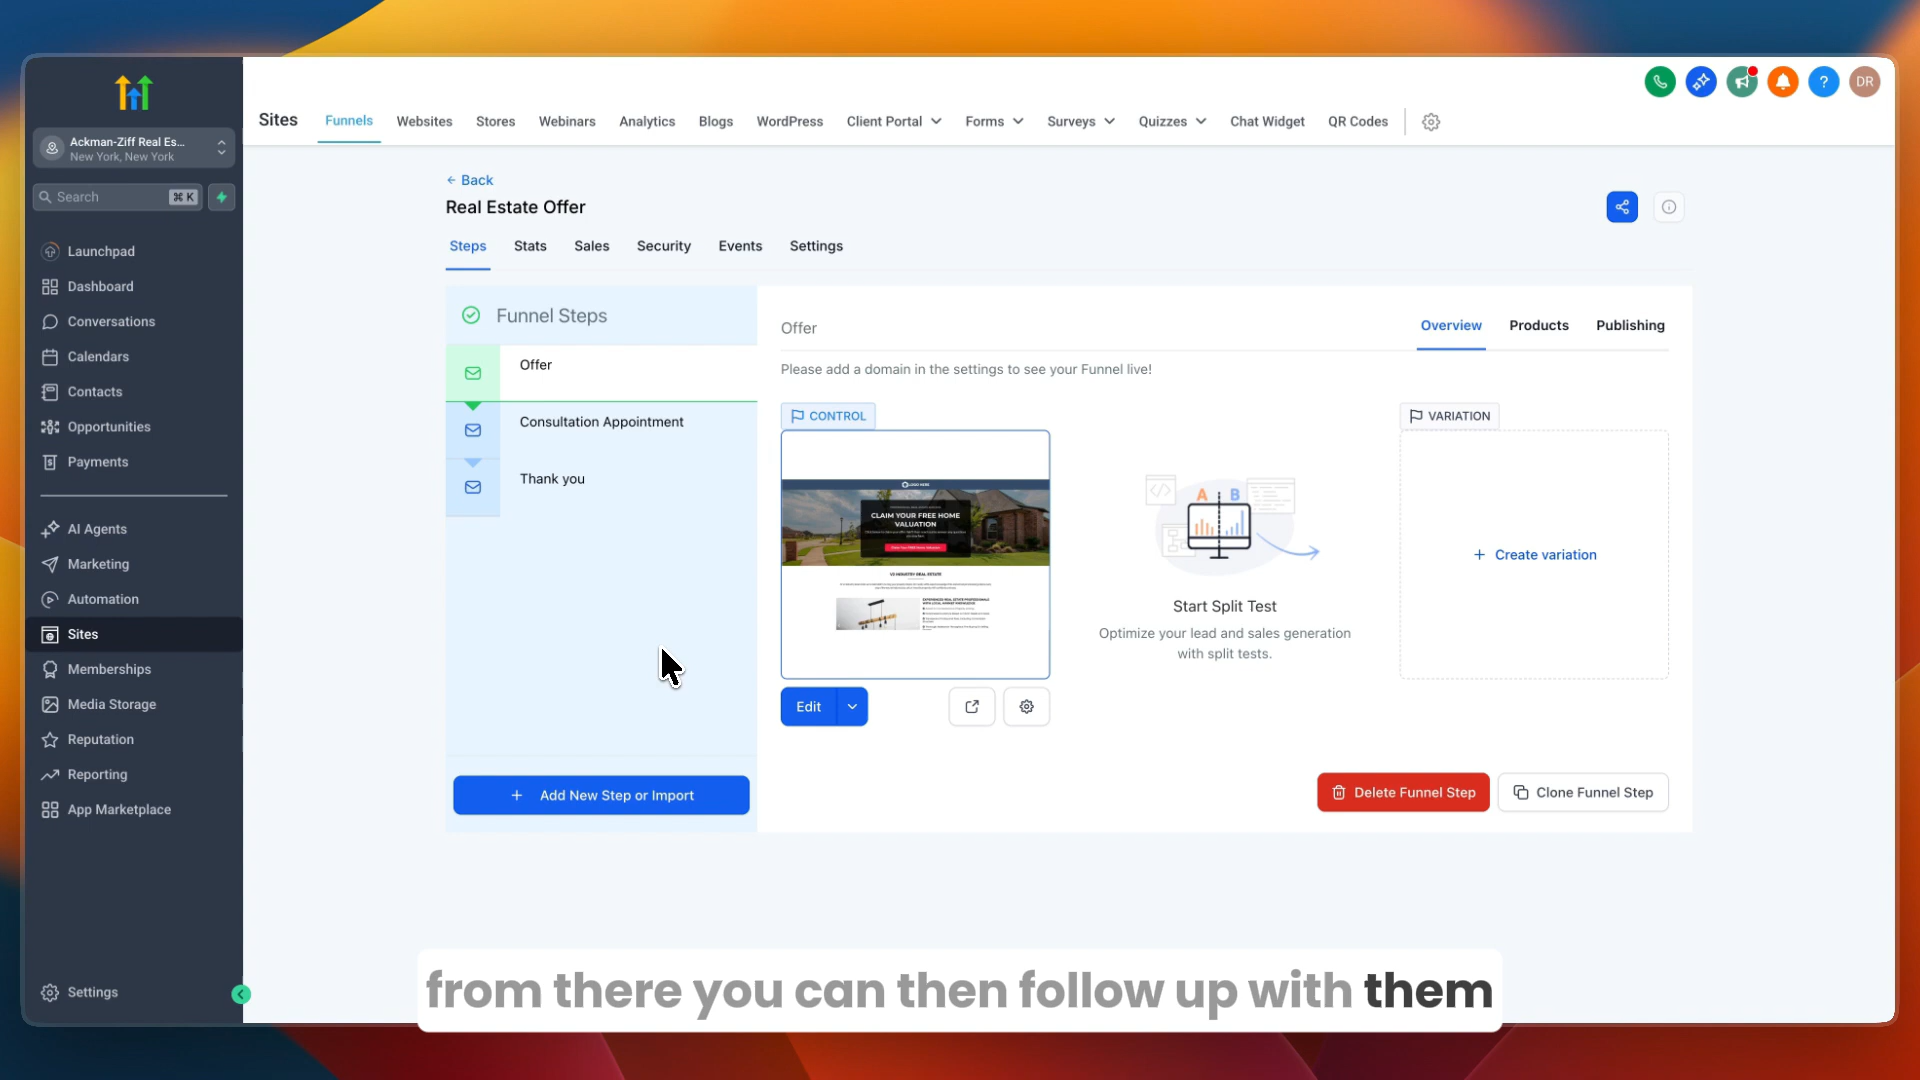 DR
Sites
Funnels
Websites
Stores
Webinars
Analytics
Blogs
WordPress
Client Portal
Forms
Surveys
Quizzes
Chat Widget
QR Codes
Ackman-Ziff Real Es...
New York, New York
Search
⌘ K
Launchpad
Dashboard
Conversations
Calendars
Contacts
Opportunities
Payments
AI Agents
Marketing
Automation
Sites
Memberships
Media Storage
Reputation
Reporting
App Marketplace
Settings
← Back
Real Estate Offer
Steps
Stats
Sales
Security
Events
Settings
Funnel Steps
Offer
Consultation Appointment
Thank you
+ Add New Step or Import
Offer
Overview
Products
Publishing
Please add a domain in the settings to see your Funnel live!
CONTROL
LOGO HERE
CLAIM YOUR FREE HOME
VALUATION
Edit
A B
Start Split Test
Optimize your lead and sales generation
with split tests.
VARIATION
+ Create variation
Delete Funnel Step
Clone Funnel Step
from there you can then follow up with them